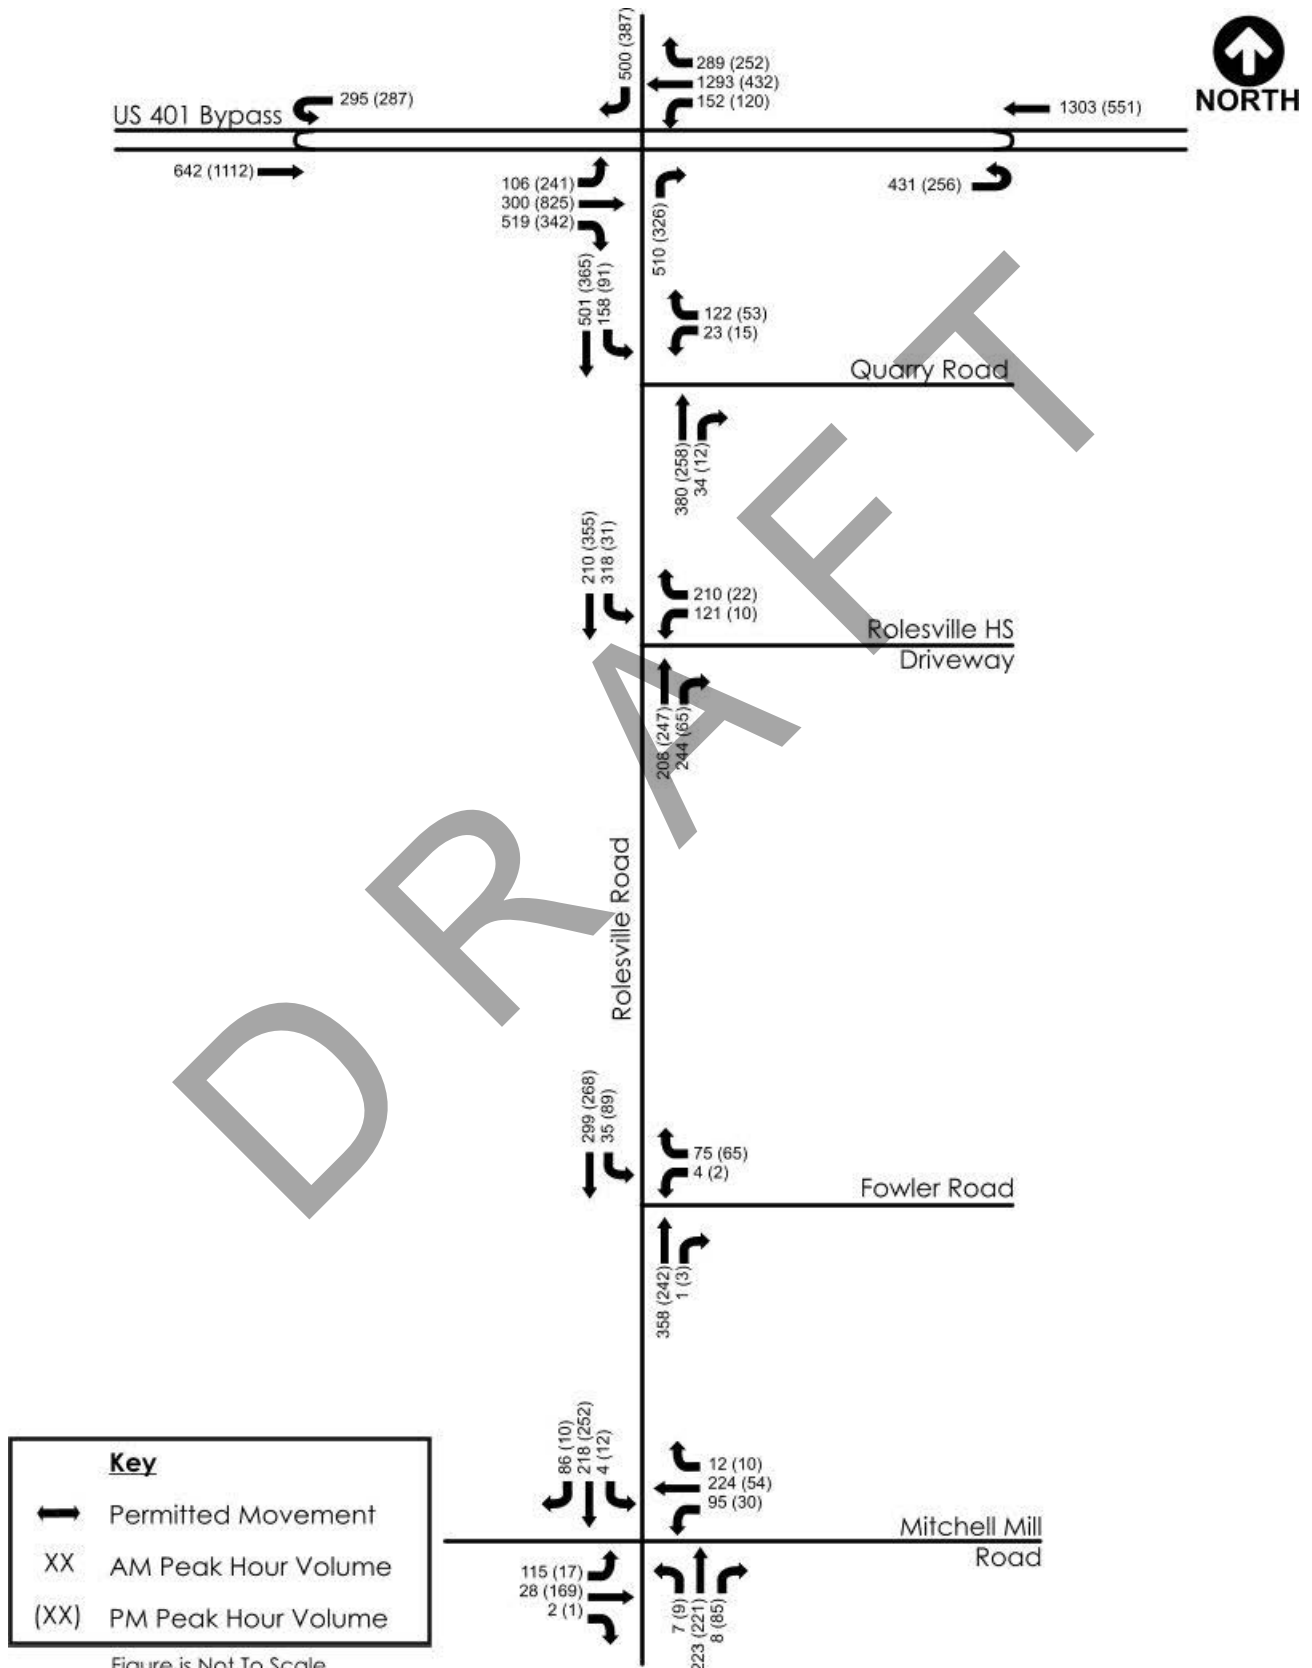 500 (387)
289 (252)
1293 (432)
152 (120)
NORTH
295 (287)
US 401 Bypass
1303 (551)
642 (1112)
106 (241)
300 (825)
519 (342)
510 (326)
431 (256)
501 (365)
158 (91)
122 (53)
23 (15)
Quarry Road
380 (258)
34 (12)
210 (355)
318 (31)
210 (22)
121 (10)
Rolesville HS
Driveway
208 (247)
244 (65)
DRAFT
Rolesville Road
299 (268)
35 (89)
75 (65)
4 (2)
Fowler Road
358 (242)
1 (3)
86 (10)
218 (252)
4 (12)
12 (10)
224 (54)
95 (30)
Mitchell Mill
Road
115 (17)
28 (169)
2 (1)
7 (9)
223 (221)
8 (85)
Key
Permitted Movement
XX AM Peak Hour Volume
(XX) PM Peak Hour Volume
Figure is Not To Scale